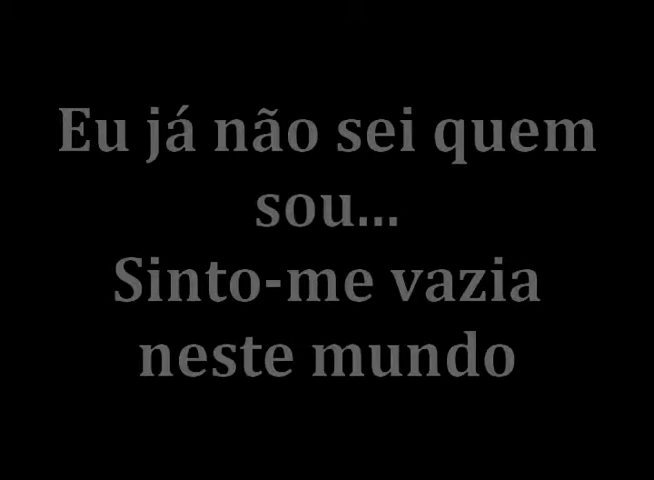 Eu já não sei quem
sou...
Sinto-me vazia
neste mundo